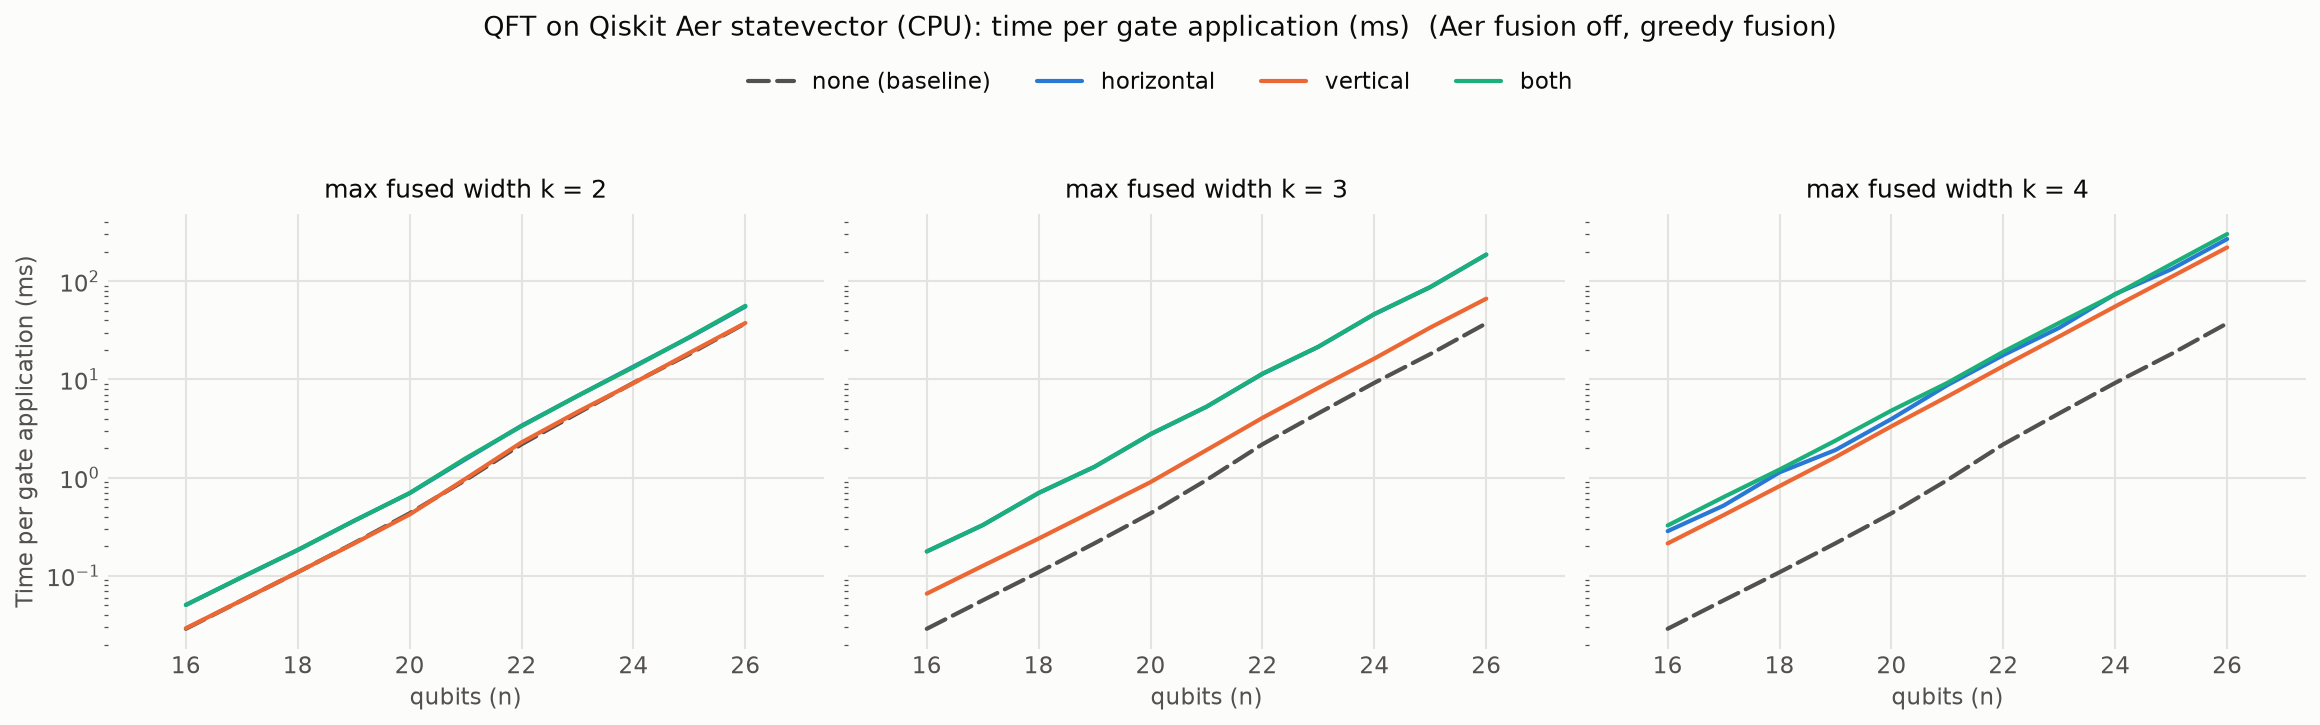 QFT on Qiskit Aer statevector (CPU): time per gate application (ms)  (Aer fusion off, greedy fusion)
none (baseline) horizontal vertical both
max fused width k = 2
max fused width k = 3
max fused width k = 4
Time per gate application (ms)
10²
10¹
10⁰
10⁻¹
16 18 20 22 24 26
16 18 20 22 24 26
16 18 20 22 24 26
qubits (n)
qubits (n)
qubits (n)